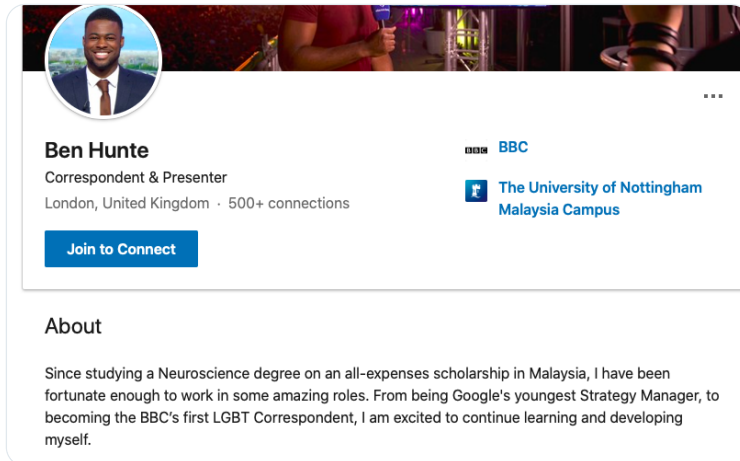 Ben Hunte
Correspondent & Presenter
London, United Kingdom · 500+ connections
Join to Connect
BBC BBC
The University of Nottingham
Malaysia Campus
About
Since studying a Neuroscience degree on an all-expenses scholarship in Malaysia, I have been
fortunate enough to work in some amazing roles. From being Google's youngest Strategy Manager, to
becoming the BBC’s first LGBT Correspondent, I am excited to continue learning and developing
myself.